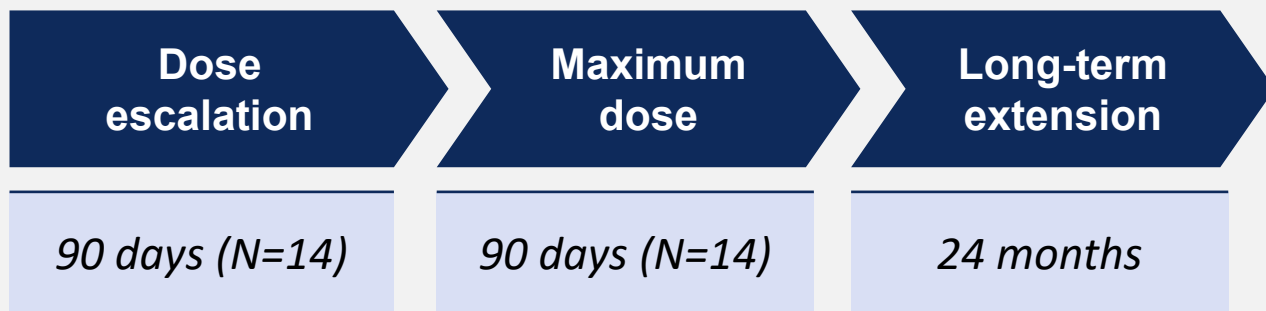 Dose
escalation
Maximum
dose
Long-term
extension
90 days (N=14)
90 days (N=14)
24 months